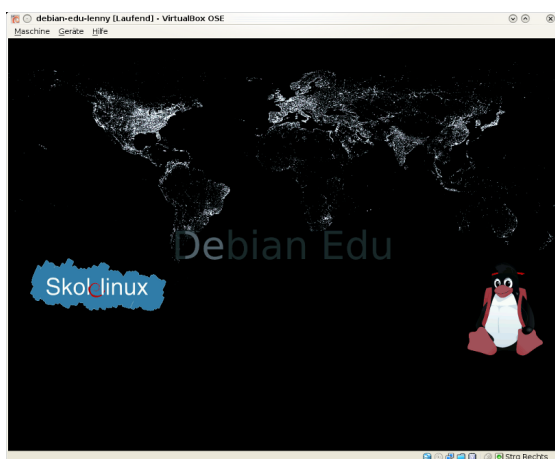 debian-edu-lenny [Laufend] - VirtualBox OSE
Maschine Geräte Hilfe
Debian Edu
Skolelinux
Strg Rechts